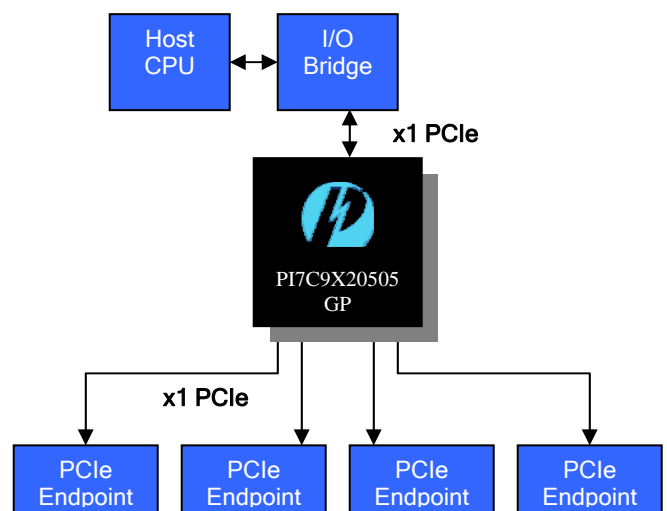 Host
CPU
I/O
Bridge
x1 PCIe
PI7C9X20505
GP
x1 PCIe
PCIe
Endpoint
PCIe
Endpoint
PCIe
Endpoint
PCIe
Endpoint